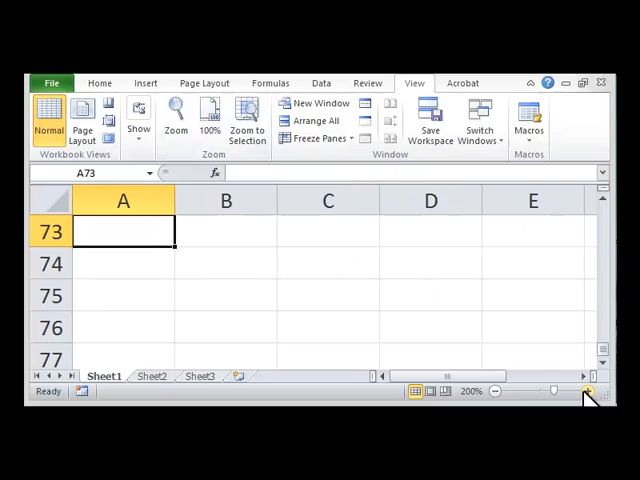 File Home Insert Page Layout Formulas Data Review View Acrobat
Normal Page Layout Show Zoom 100% Zoom to Selection New Window Arrange All Freeze Panes Save Workspace Switch Windows Macros
Workbook Views Zoom Window Macros
A73 fx
A B C D E
73
74
75
76
77
Sheet1 Sheet2 Sheet3
Ready 200%